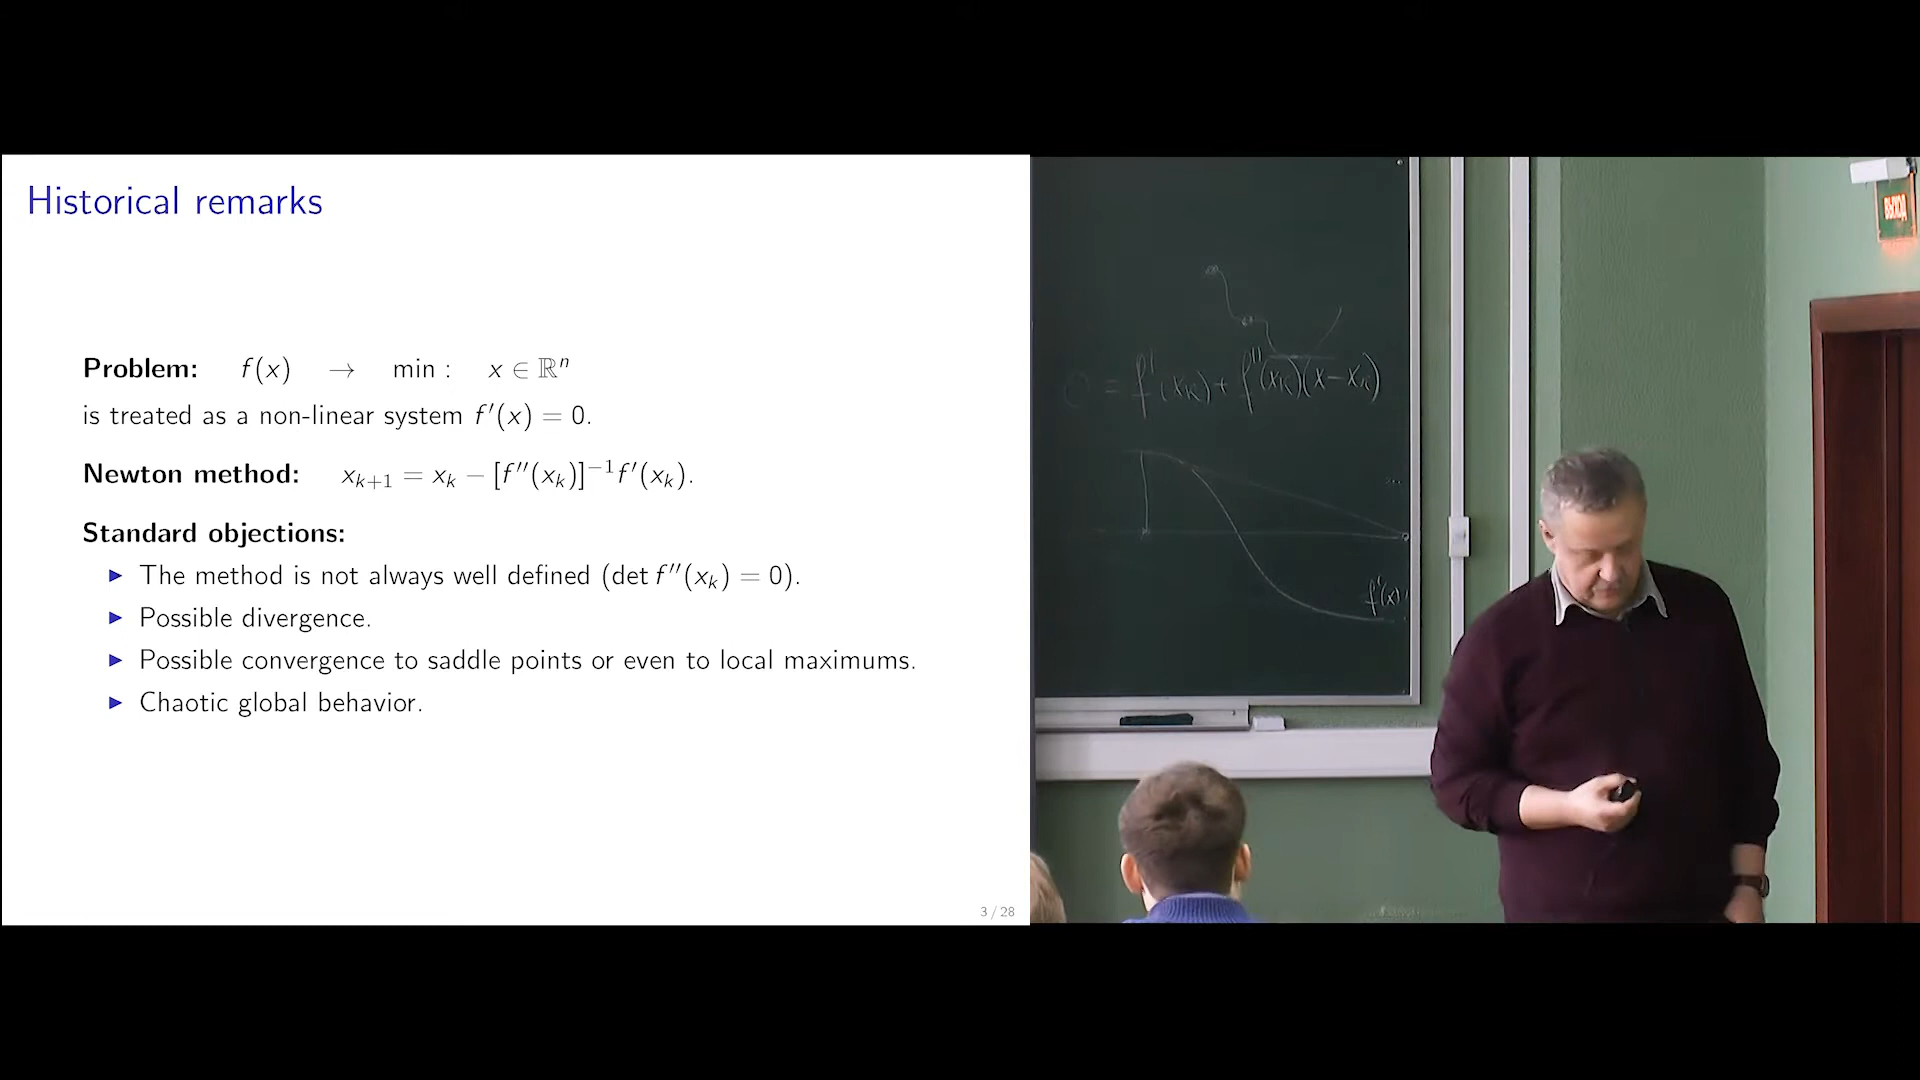 Historical remarks
Problem: f(x) → min : x ∈ ℝⁿ
is treated as a non-linear system f′(x) = 0.
Newton method: xₖ₊₁ = xₖ − [f″(xₖ)]⁻¹f′(xₖ).
Standard objections:
▶ The method is not always well defined (det f″(xₖ) = 0).
▶ Possible divergence.
▶ Possible convergence to saddle points or even to local maximums.
▶ Chaotic global behavior.
3 / 28
0 = f′(xₖ) + f″(xₖ)(x − xₖ)
f′(x)
ВЫХОД